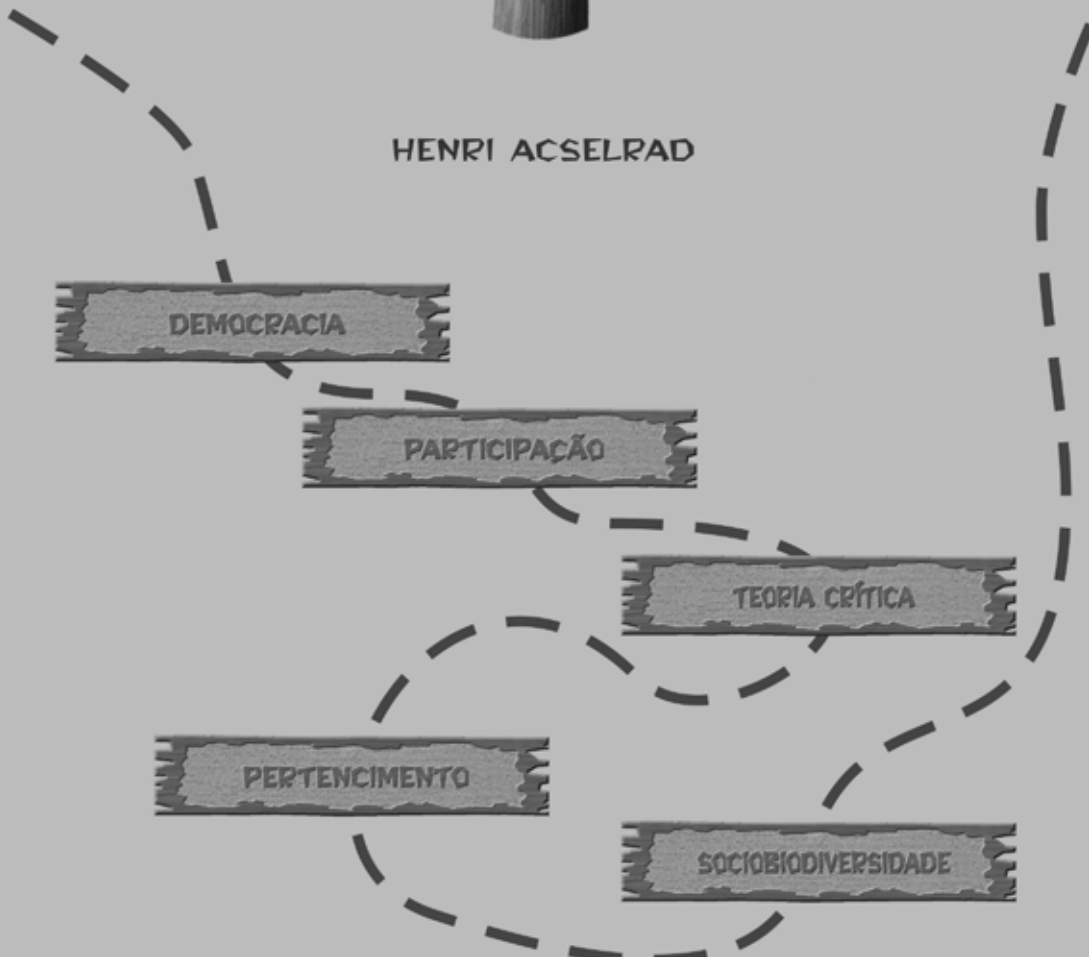 HENRI ACSELRAD
DEMOCRACIA
PARTICIPAÇÃO
TEORIA CRÍTICA
PERTENCIMENTO
SOCIOBIODIVERSIDADE